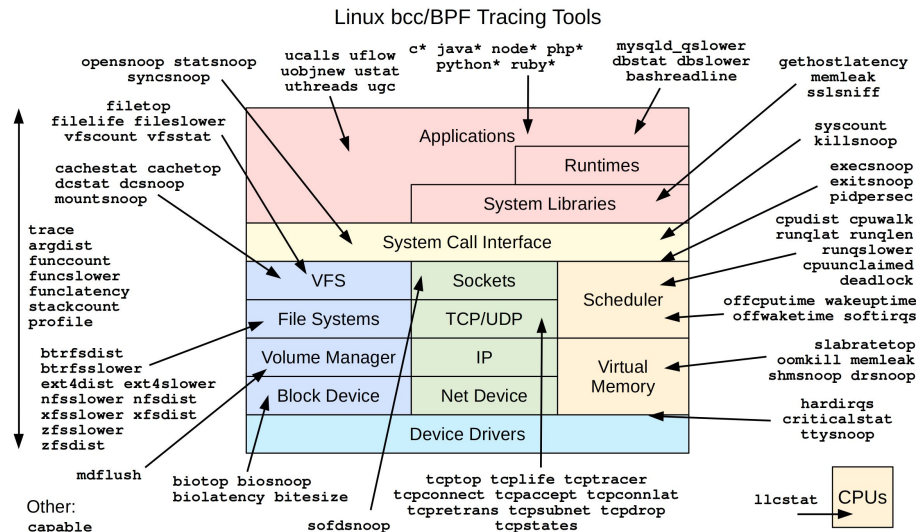 Linux bcc/BPF Tracing Tools
opensnoop statsnoop
syncsnoop
ucalls uflow
uobjnew ustat
uthreads ugc
c* java* node* php*
python* ruby*
mysqld_qslower
dbstat dbslower
bashreadline
gethostlatency
memleak
sslsniff
filetop
filelife fileslower
vfscount vfsstat
syscount
killsnoop
cachestat cachetop
dcstat dcsnoop
mountsnoop
execsnoop
exitsnoop
pidpersec
trace
argdist
funccount
funcslower
funclatency
stackcount
profile
cpudist cpuwalk
runqlat runqlen
runqslower
cpuunclaimed
deadlock
offcputime wakeuptime
offwaketime softirqs
btrfsdist
btrfsslower
ext4dist ext4slower
nfsslower nfsdist
xfsslower xfsdist
zfsslower
zfsdist
slabratetop
oomkill memleak
shmsnoop drsnoop
hardirqs
criticalstat
ttysnoop
Applications
Runtimes
System Libraries
System Call Interface
VFS
Sockets
Scheduler
File Systems
TCP/UDP
Volume Manager
IP
Virtual
Memory
Block Device
Net Device
Device Drivers
mdflush
biotop biosnoop
biolatency bitesize
sofdsnoop
tcptop tcplife tcptracer
tcpconnect tcpaccept tcpconnlat
tcpretrans tcpsubnet tcpdrop
tcpstates
Other:
capable
llcstat
CPUs